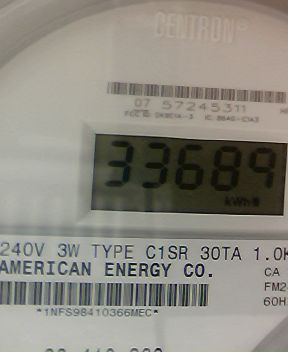 CENTRON®
07 57245311
33689
kWh
240V 3W TYPE C1SR 30TA 1.0K
AMERICAN ENERGY CO.
CA
FM2
60H
*1NFS98410366MEC*